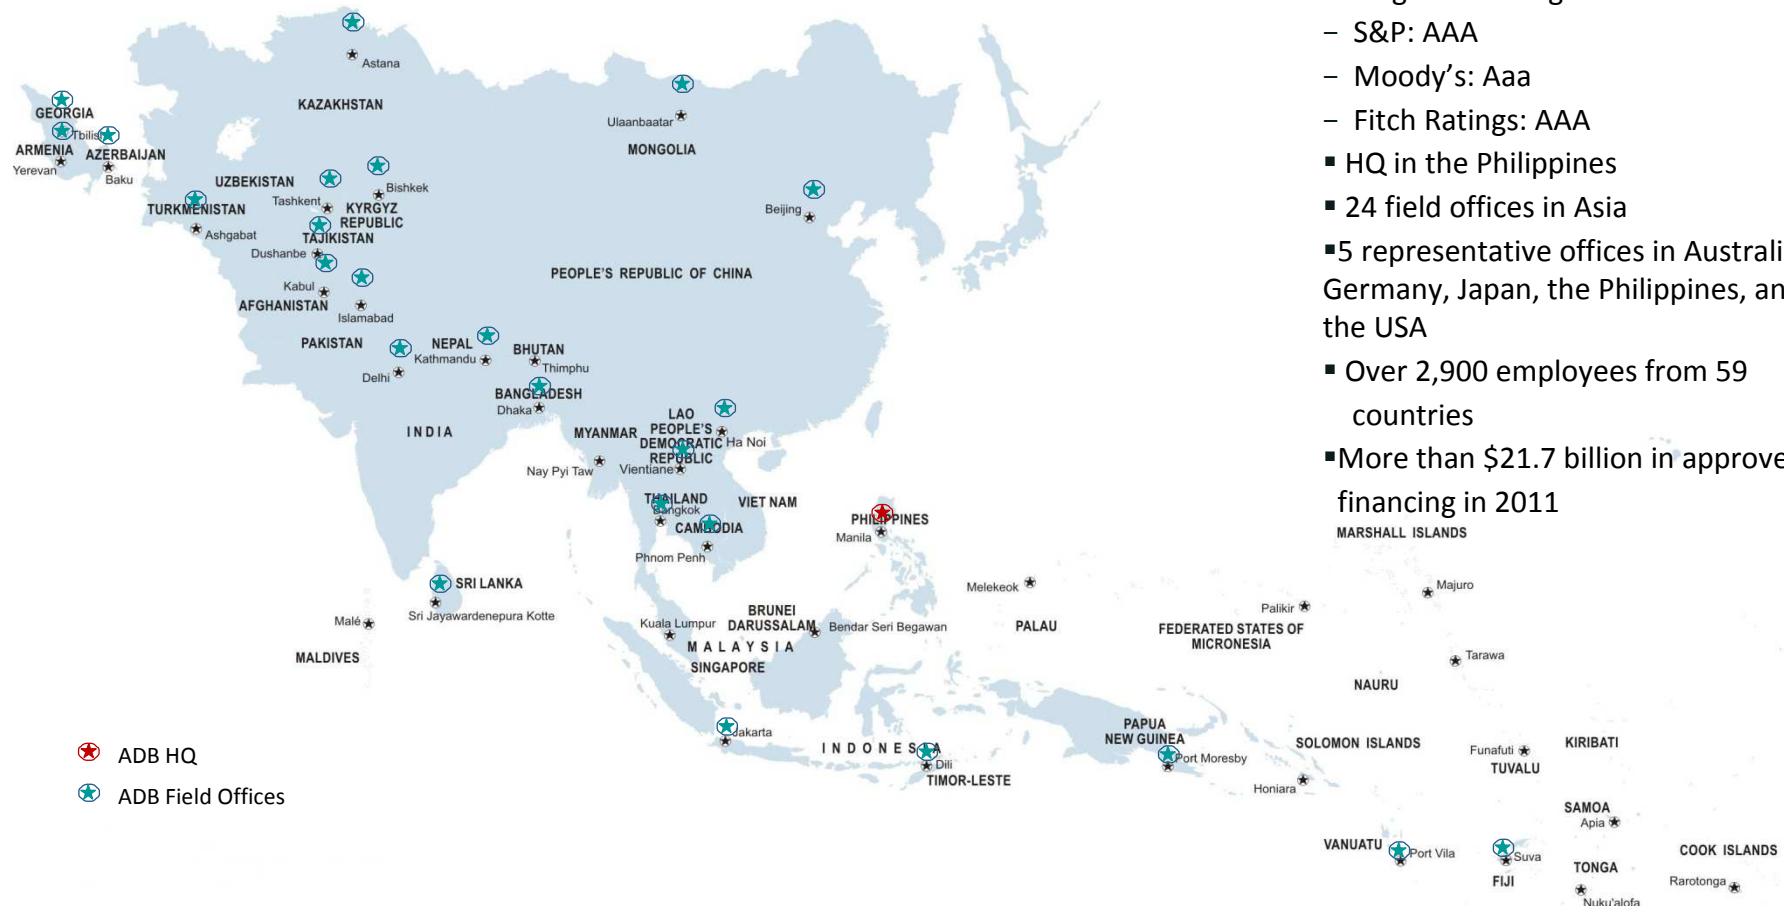 – S&P: AAA
– Moody’s: Aaa
– Fitch Ratings: AAA
▪ HQ in the Philippines
▪ 24 field offices in Asia
▪5 representative offices in Australi
Germany, Japan, the Philippines, an
the USA
▪ Over 2,900 employees from 59
countries
▪More than $21.7 billion in approve
financing in 2011
Astana
KAZAKHSTAN
GEORGIA
Tbilisi
ARMENIA
AZERBAIJAN
Yerevan
Baku
Ulaanbaatar
MONGOLIA
UZBEKISTAN
Bishkek
Tashkent
KYRGYZ
REPUBLIC
TURKMENISTAN
Ashgabat
TAJIKISTAN
Dushanbe
Beijing
PEOPLE’S REPUBLIC OF CHINA
Kabul
AFGHANISTAN
Islamabad
PAKISTAN
NEPAL
Kathmandu
BHUTAN
Thimphu
Delhi
BANGLADESH
Dhaka
INDIA
MYANMAR
LAO
PEOPLE’S
DEMOCRATIC
REPUBLIC
Ha Noi
Nay Pyi Taw
Vientiane
THAILAND
Bangkok
VIET NAM
CAMBODIA
Phnom Penh
PHILIPPINES
Manila
MARSHALL ISLANDS
Majuro
SRI LANKA
Sri Jayawardenepura Kotte
Malé
MALDIVES
Melekeok
PALAU
Palikir
FEDERATED STATES OF
MICRONESIA
Kuala Lumpur
BRUNEI
DARUSSALAM
Bendar Seri Begawan
MALAYSIA
SINGAPORE
Tarawa
NAURU
Jakarta
INDONESIA
Dili
TIMOR-LESTE
PAPUA
NEW GUINEA
Port Moresby
SOLOMON ISLANDS
Honiara
Funafuti
TUVALU
KIRIBATI
ADB HQ
ADB Field Offices
SAMOA
Apia
VANUATU
Port Vila
Suva
FIJI
TONGA
Nuku'alofa
COOK ISLANDS
Rarotonga